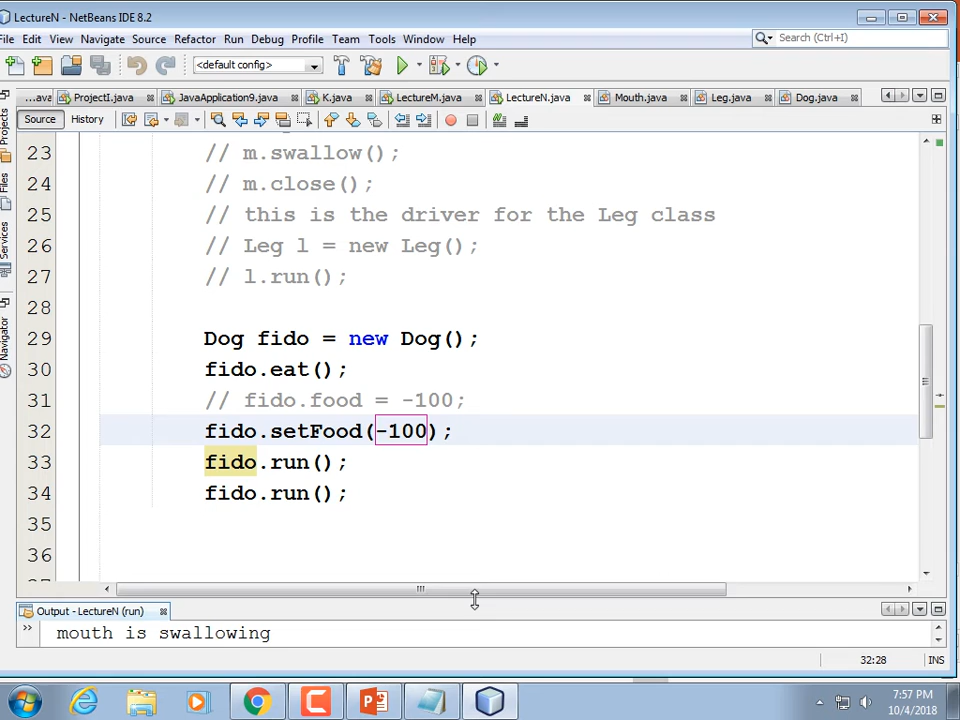 LectureN - NetBeans IDE 8.2
File Edit View Navigate Source Refactor Run Debug Profile Team Tools Window Help
Search (Ctrl+I)
<default config>
...ava ProjectI.java JavaApplication9.java K.java LectureM.java LectureN.java Mouth.java Leg.java Dog.java
Source History
Projects
Files
Services
Navigator
23 // m.swallow();
24 // m.close();
25 // this is the driver for the Leg class
26 // Leg l = new Leg();
27 // l.run();
28
29 Dog fido = new Dog();
30 fido.eat();
31 // fido.food = -100;
32 fido.setFood(-100);
33 fido.run();
34 fido.run();
35
36
Output - LectureN (run)
mouth is swallowing
32:28 INS
7:57 PM
10/4/2018